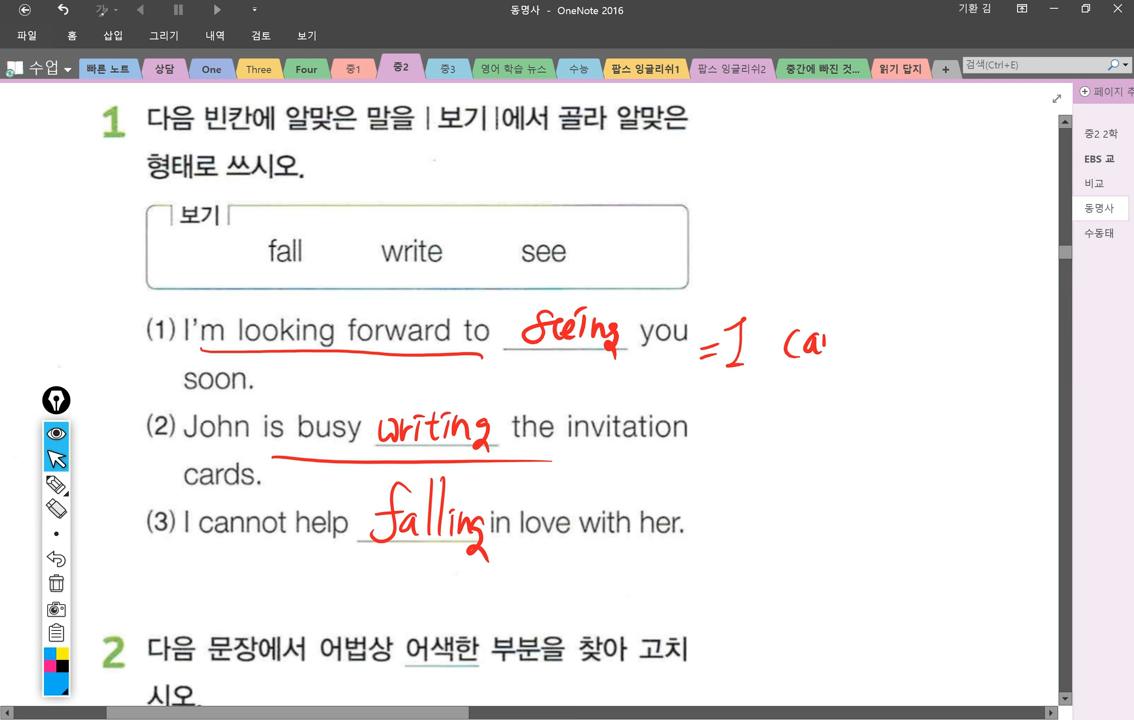 동명사 - OneNote 2016
기환 김
파일 홈 삽입 그리기 내역 검토 보기
수업 빠른 노트 상담 One Three Four 중1 중2 중3 영어 학습 뉴스 수능 팝스 잉글리쉬1 팝스 잉글리쉬2 중간에 빠진 것... 읽기 답지 + 검색(Ctrl+E)
페이지 추
중2 2학
EBS 교
비교
동명사
수동태
1 다음 빈칸에 알맞은 말을 |보기|에서 골라 알맞은
형태로 쓰시오.
보기
fall write see
(1) I'm looking forward to seeing you = I can
soon.
(2) John is busy writing the invitation
cards.
(3) I cannot help falling in love with her.
2 다음 문장에서 어법상 어색한 부분을 찾아 고치
시오.